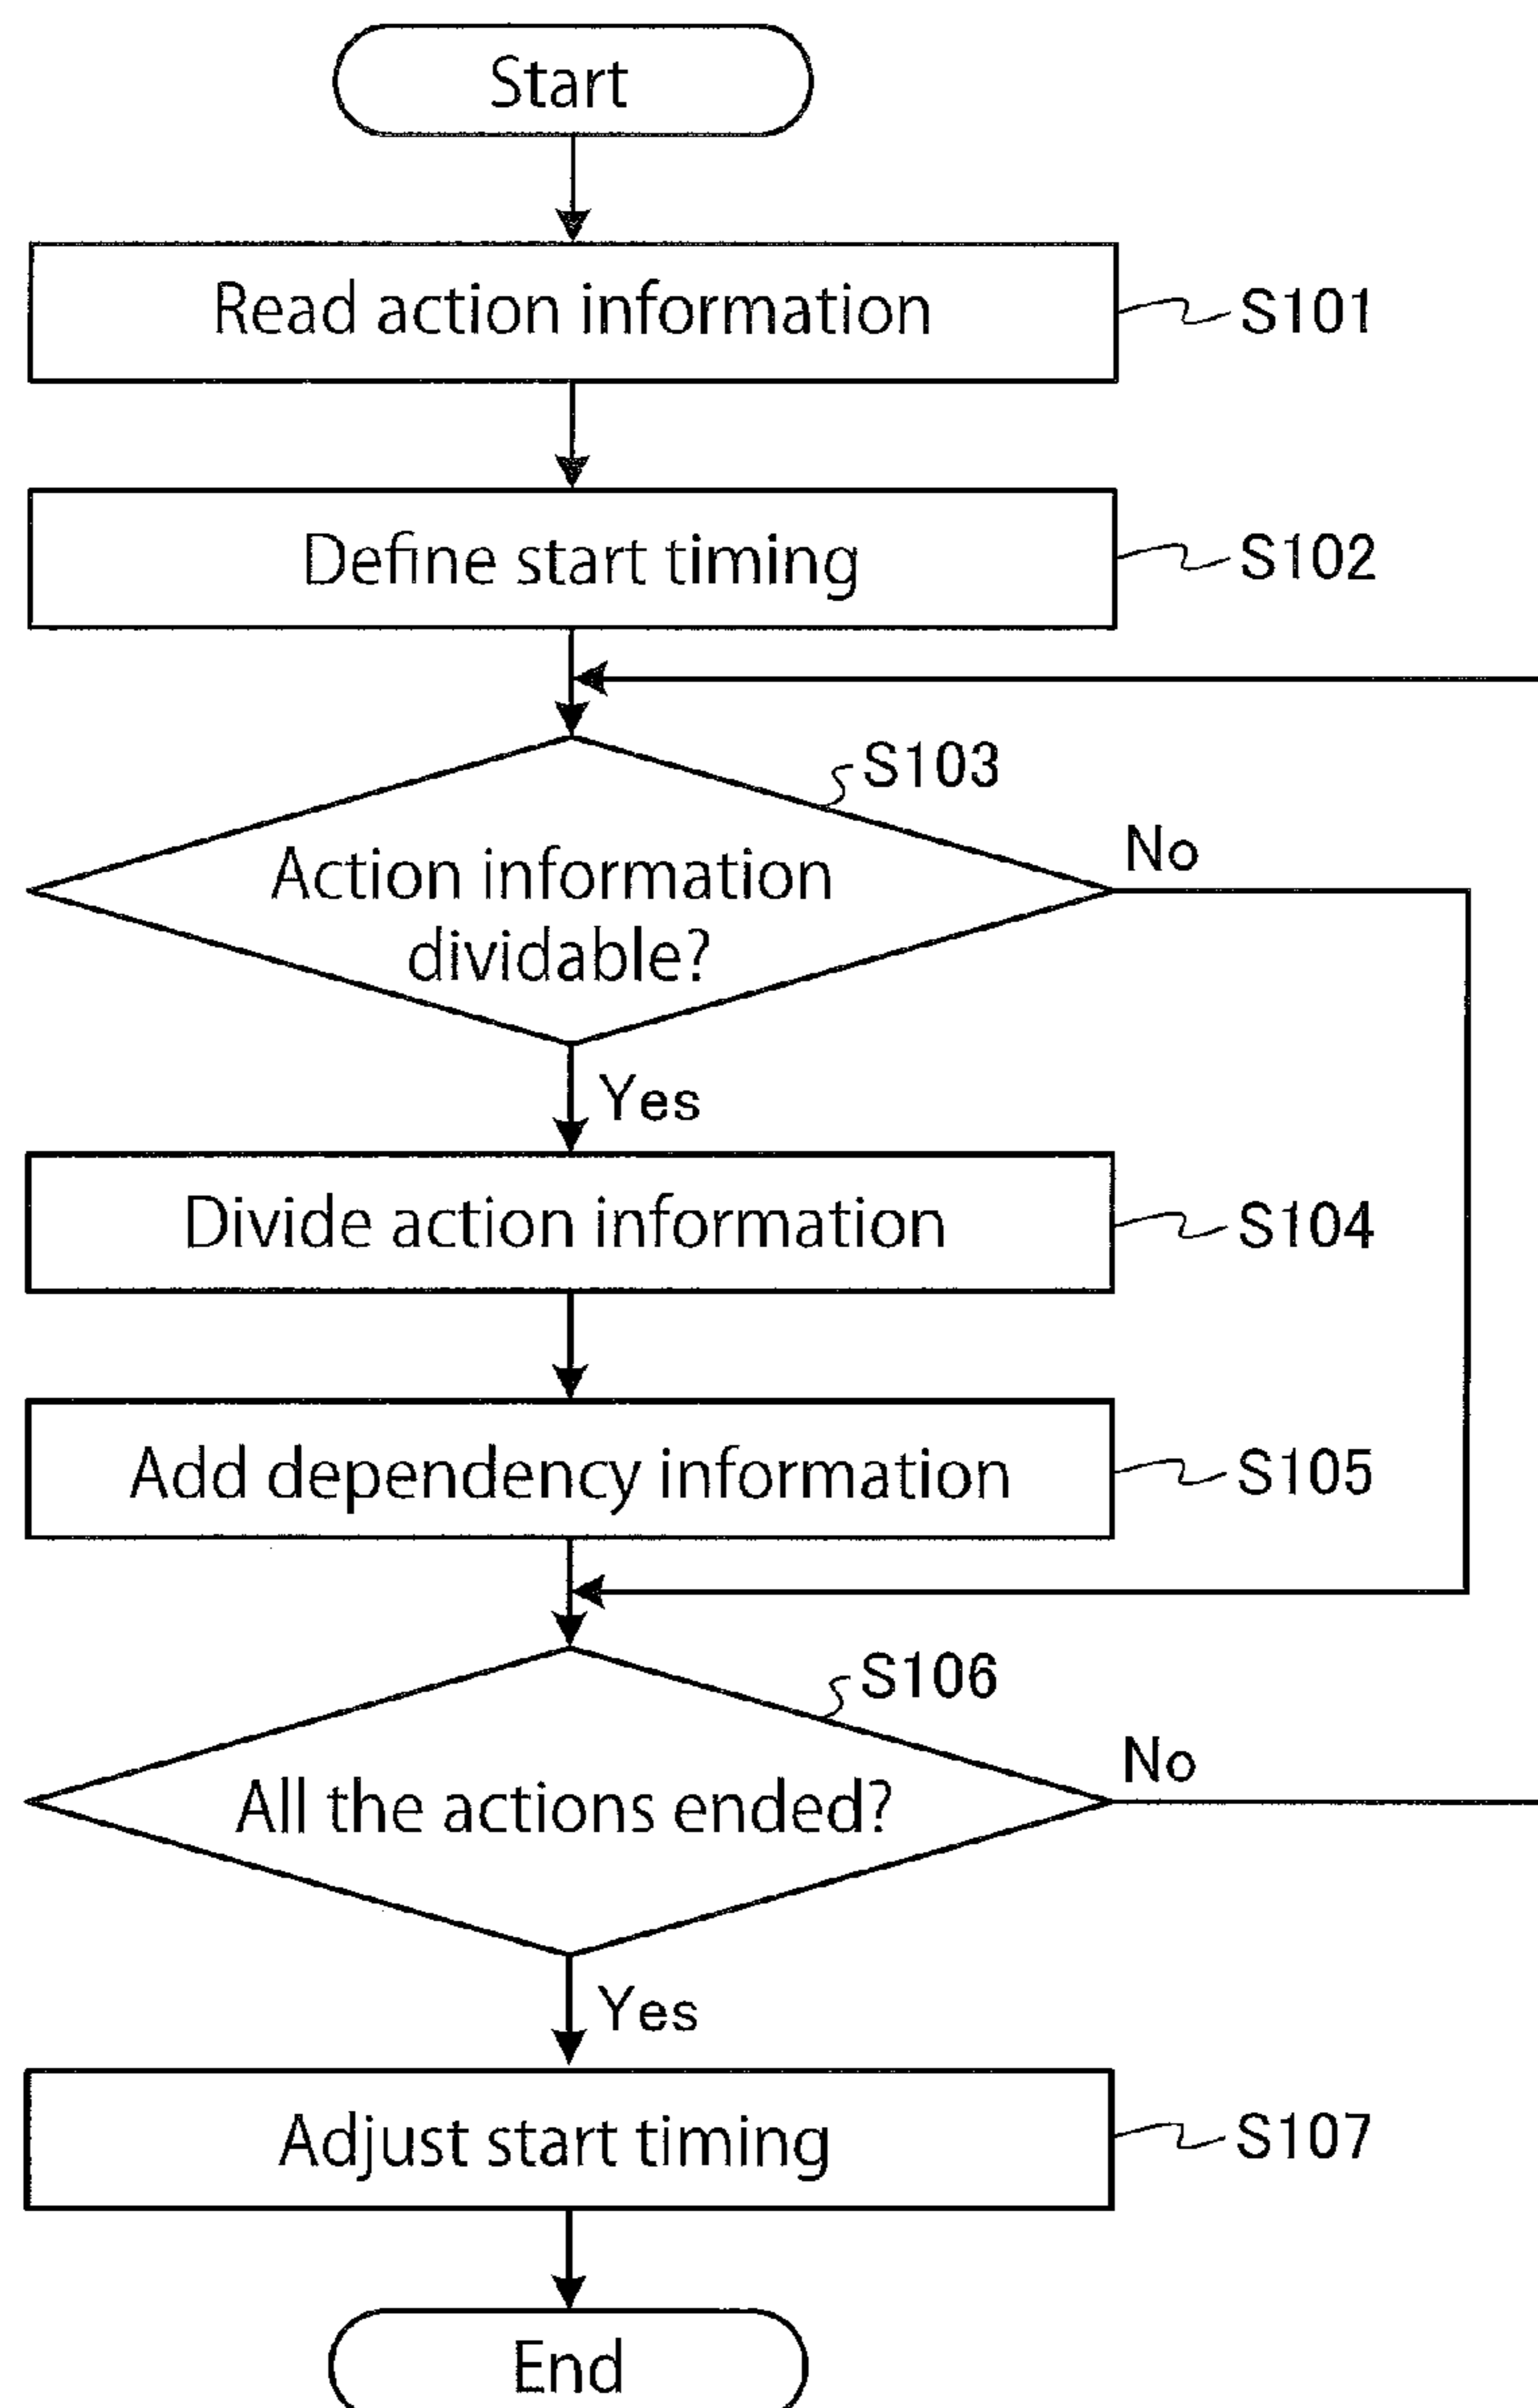 Start
Read action information
S101
Define start timing
S102
S103
No
Action information
dividable?
Yes
Divide action information
S104
Add dependency information
S105
S106
No
All the actions ended?
Yes
Adjust start timing
S107
End